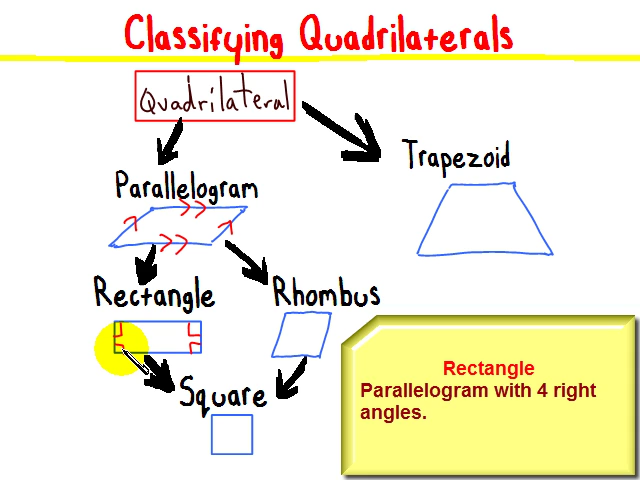 Classifying Quadrilaterals
Quadrilateral
Trapezoid
Parallelogram
Rectangle
Rhombus
Square
Rectangle
Parallelogram with 4 right
angles.